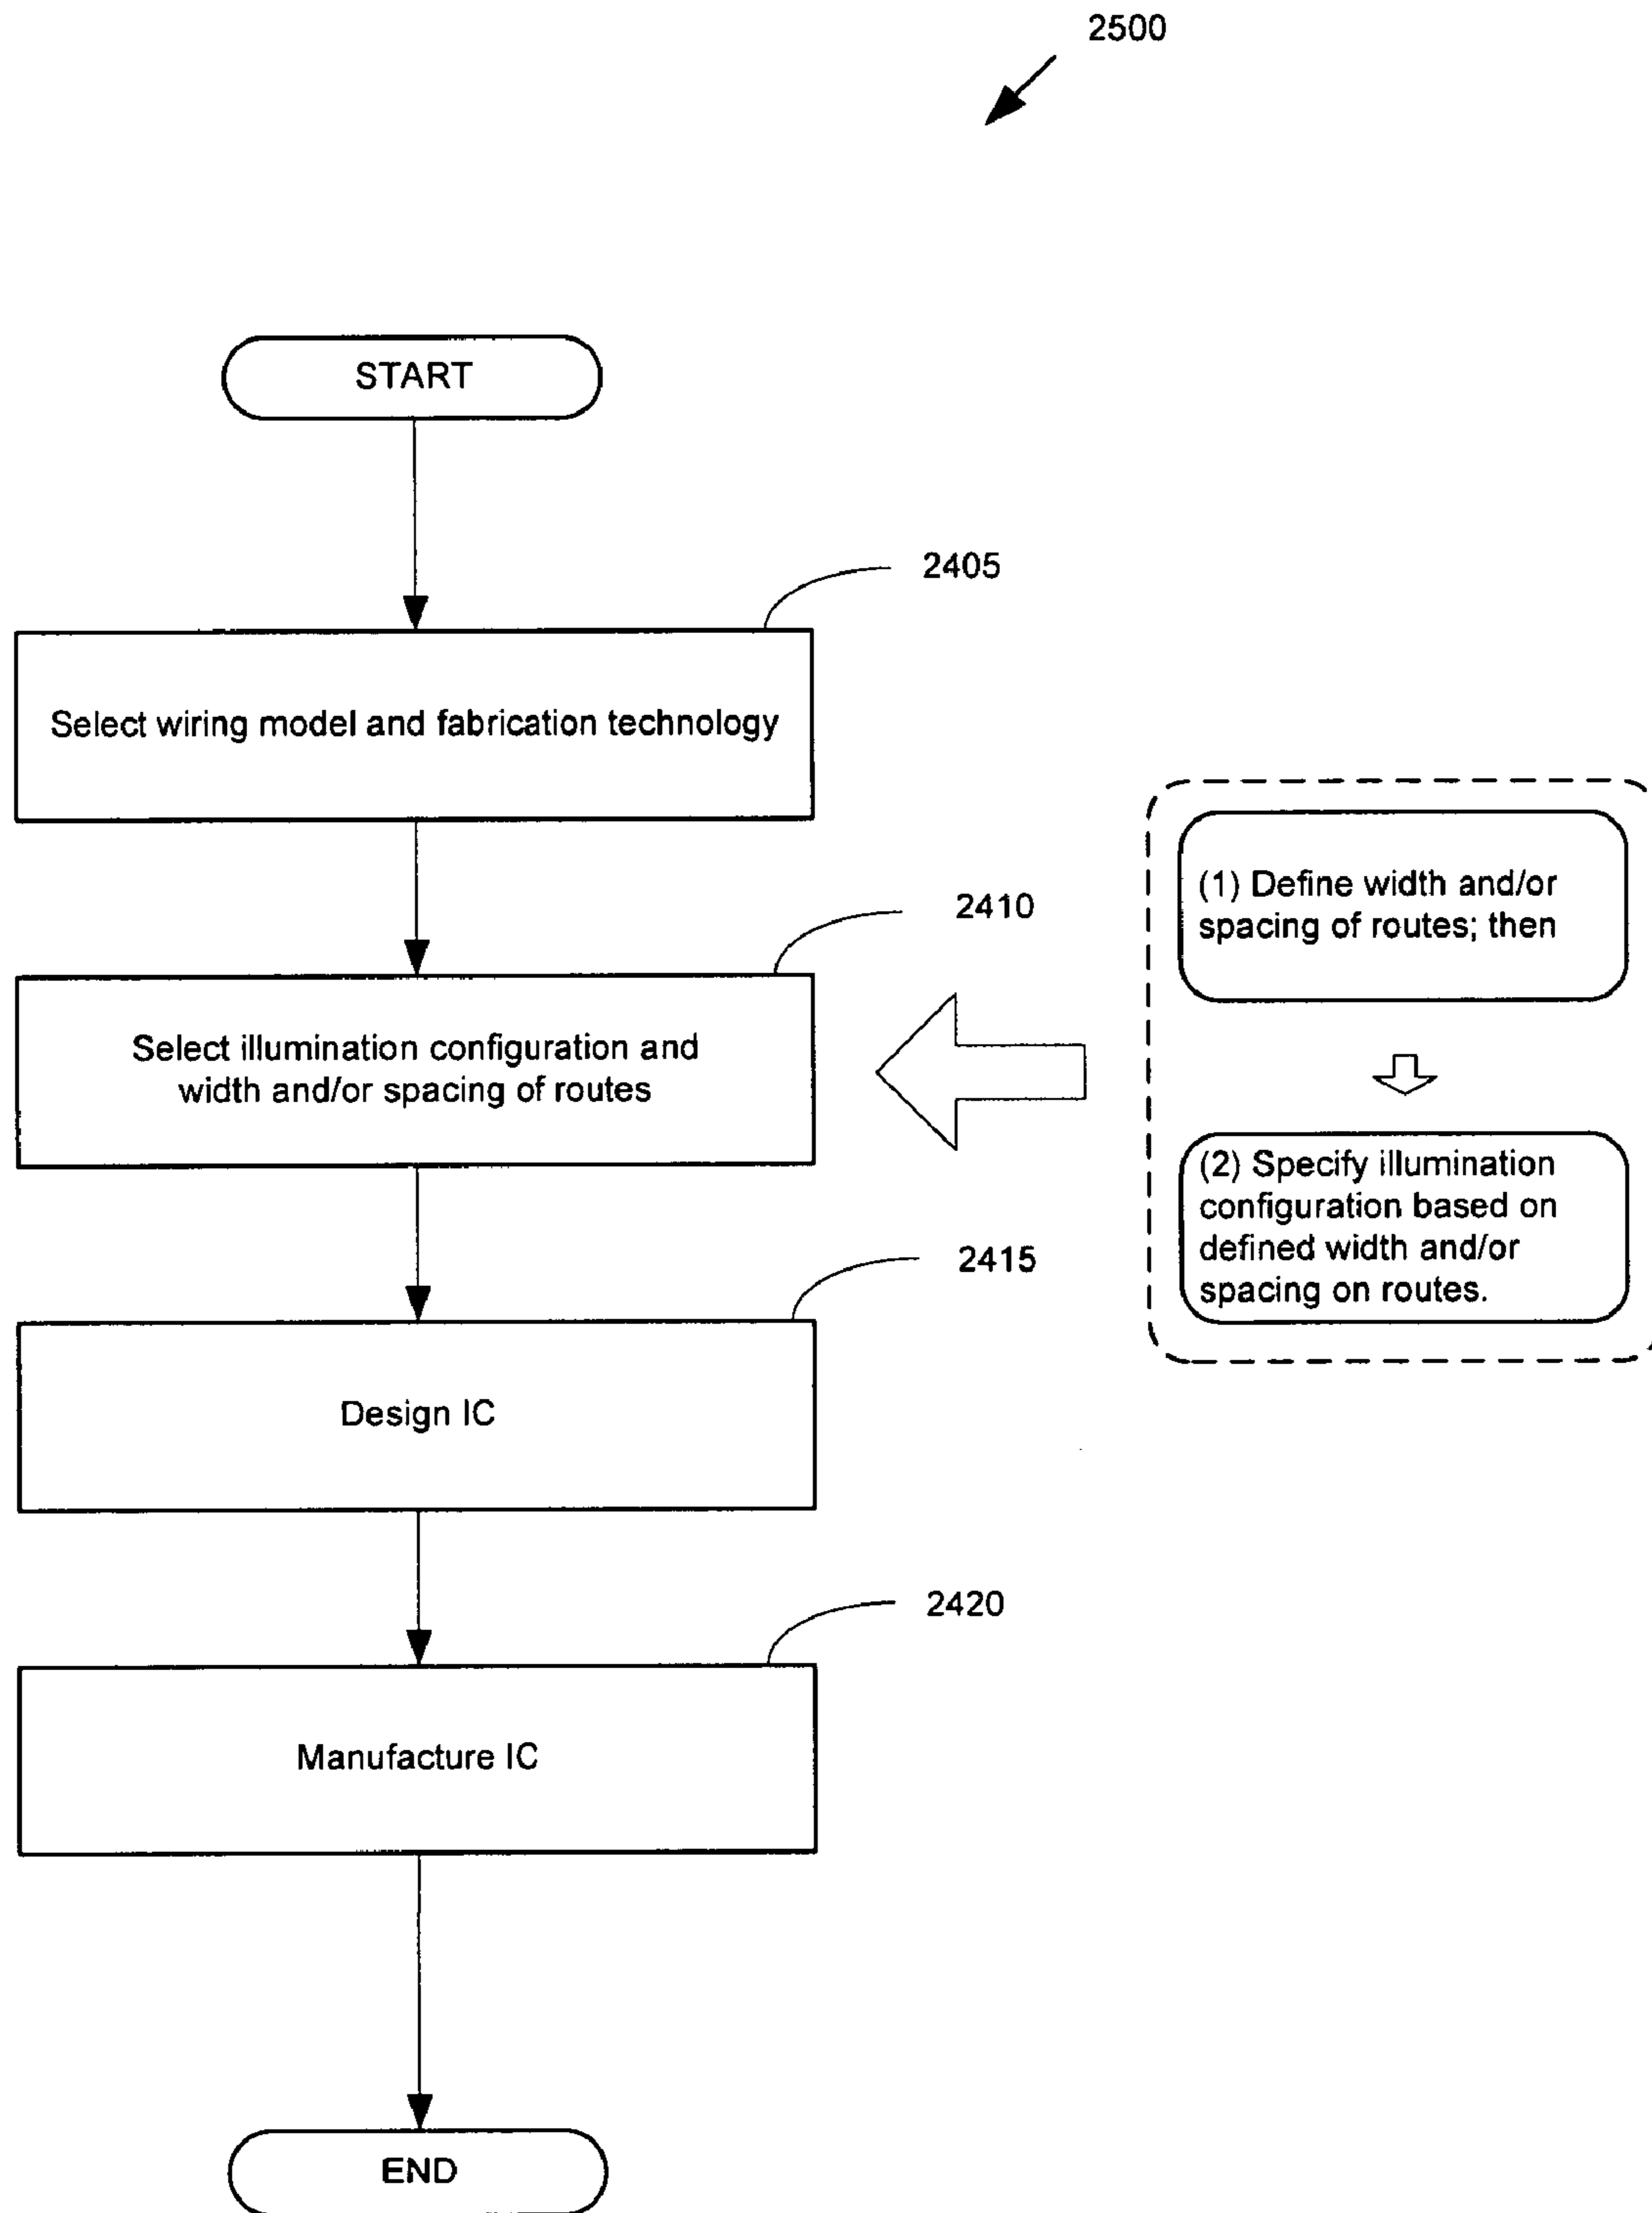 2500
START
2405
Select wiring model and fabrication technology
2410
Select illumination configuration and
width and/or spacing of routes
(1) Define width and/or
spacing of routes; then
(2) Specify illumination
configuration based on
defined width and/or
spacing on routes.
2415
Design IC
2420
Manufacture IC
END